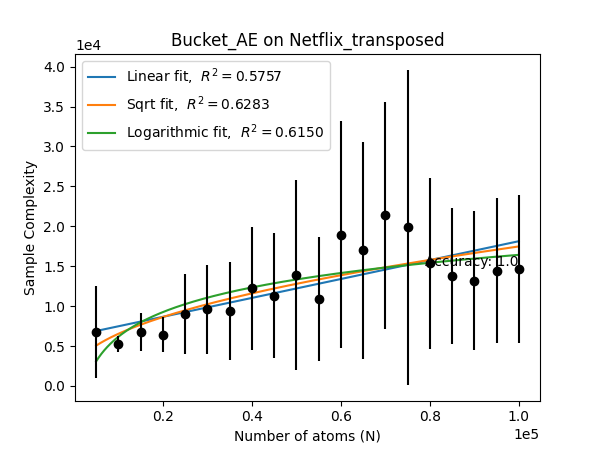 Bucket_AE on Netflix_transposed
1e4
Linear fit, R² = 0.5757
Sqrt fit, R² = 0.6283
Logarithmic fit, R² = 0.6150
4.0
3.5
3.0
2.5
2.0
1.5
1.0
0.5
0.0
Sample Complexity
ccuracy: 1.0
0.2 0.4 0.6 0.8 1.0
1e5
Number of atoms (N)